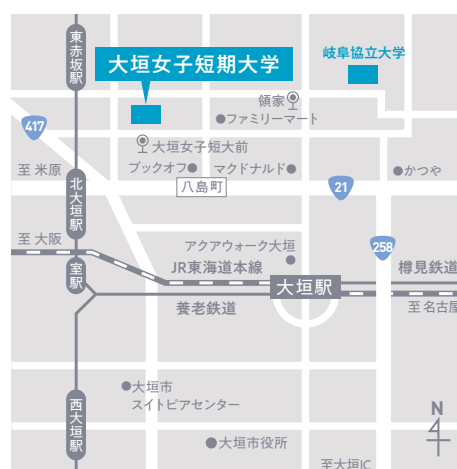 東赤坂駅
大垣女子短期大学
岐阜協立大学
領家
ファミリーマート
417
大垣女子短大前
至 米原
ブックオフ
マクドナルド
かつや
八島町
21
北大垣駅
至 大阪
アクアウォーク大垣
258
室駅
JR東海道本線
樽見鉄道
大垣駅
養老鉄道
至 名古屋
大垣市
スイトピアセンター
西大垣駅
大垣市役所
N
至大垣IC